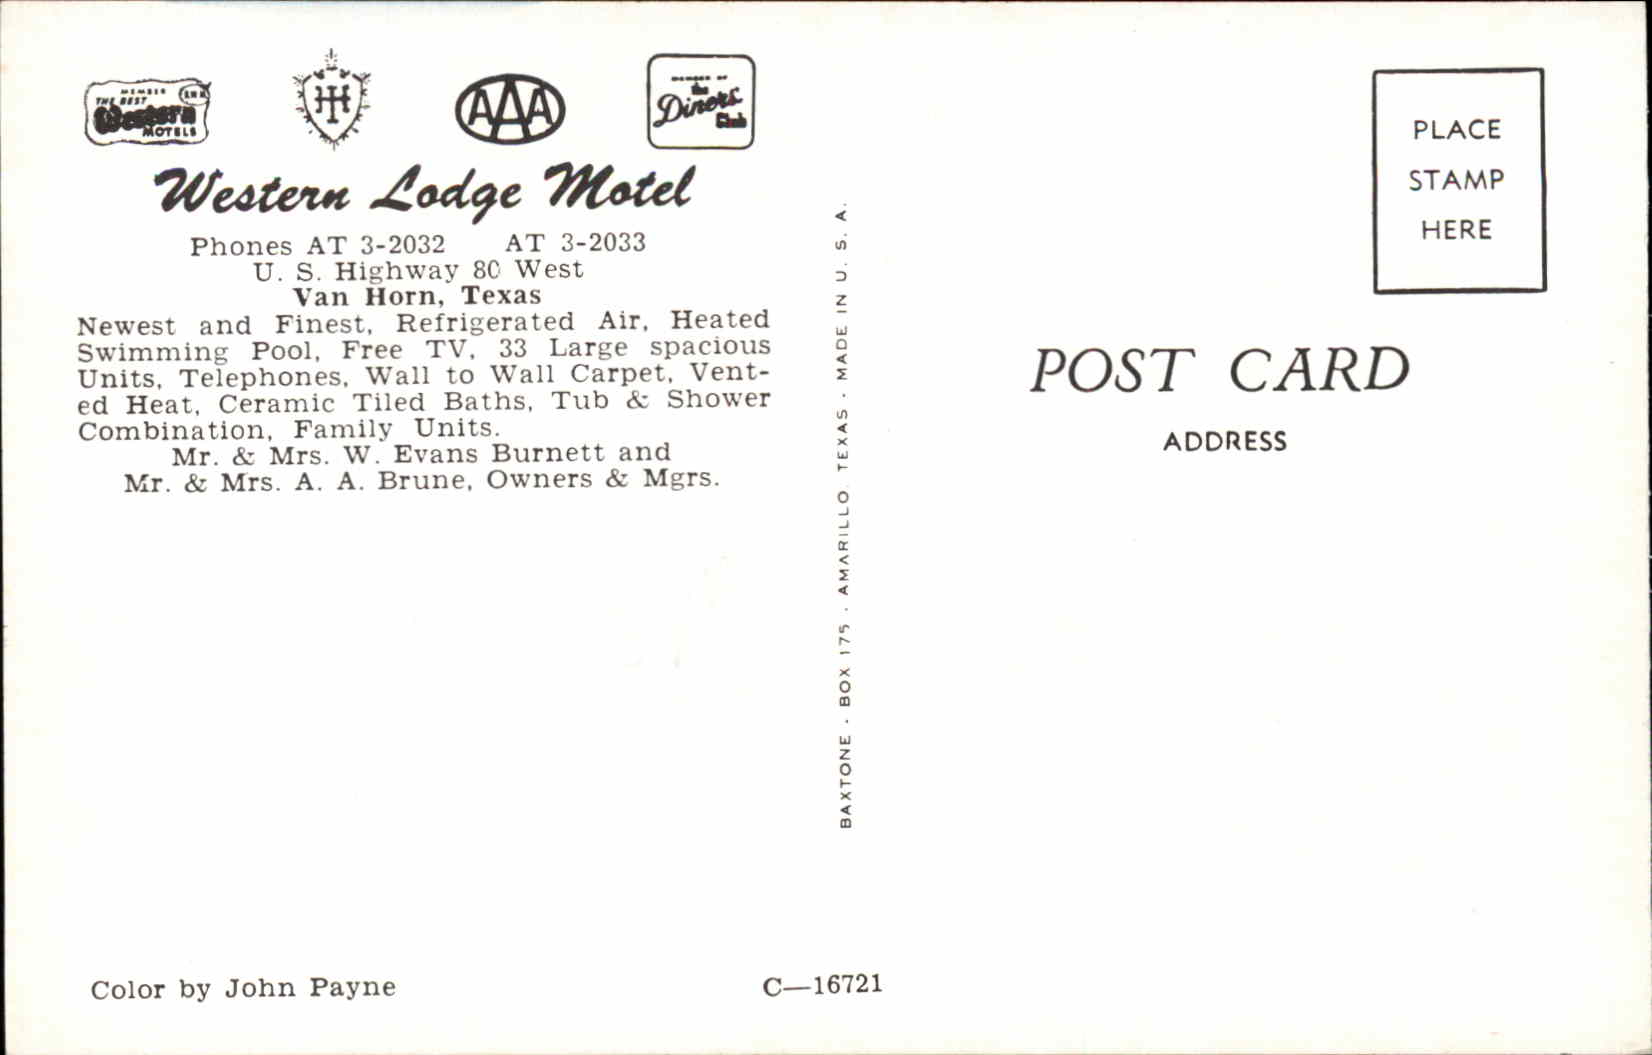 MEMBER
THE BEST
Western
MOTELS
AAA
MEMBER OF
the
Diners'
Club
Western Lodge Motel
Phones AT 3-2032 AT 3-2033
U. S. Highway 80 West
Van Horn, Texas
Newest and Finest, Refrigerated Air, Heated
Swimming Pool, Free TV, 33 Large spacious
Units, Telephones, Wall to Wall Carpet, Vent-
ed Heat, Ceramic Tiled Baths, Tub & Shower
Combination, Family Units.
Mr. & Mrs. W. Evans Burnett and
Mr. & Mrs. A. A. Brune, Owners & Mgrs.
Color by John Payne
C—16721
BAXTONE . BOX 175 . AMARILLO, TEXAS . MADE IN U. S. A.
PLACE
STAMP
HERE
POST CARD
ADDRESS